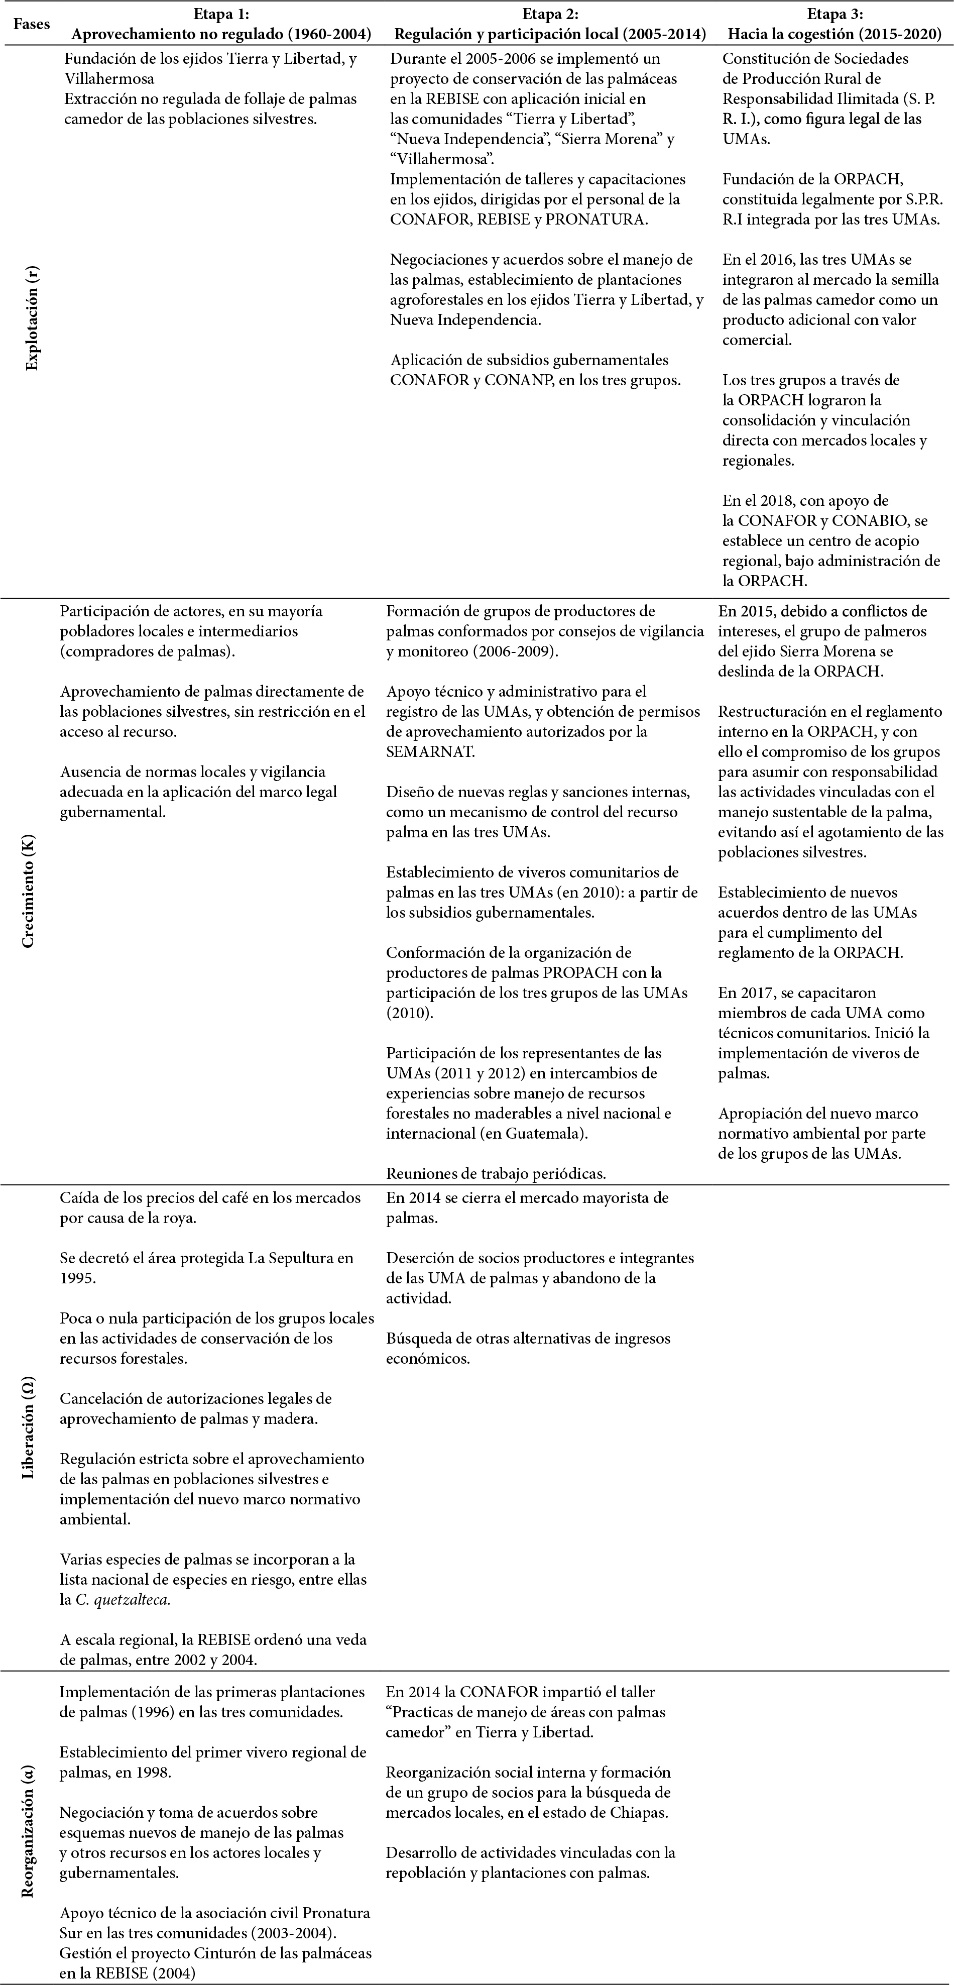 Fases
Etapa 1:
Aprovechamiento no regulado (1960-2004)
Etapa 2:
Regulación y participación local (2005-2014)
Etapa 3:
Hacia la cogestión (2015-2020)
Explotación (r)
Fundación de los ejidos Tierra y Libertad, y
Villahermosa
Extracción no regulada de follaje de palmas
camedor de las poblaciones silvestres.
Durante el 2005-2006 se implementó un
proyecto de conservación de las palmáceas
en la REBISE con aplicación inicial en
las comunidades “Tierra y Libertad”,
“Nueva Independencia”, “Sierra Morena” y
“Villahermosa”.
Implementación de talleres y capacitaciones
en los ejidos, dirigidas por el personal de la
CONAFOR, REBISE y PRONATURA.
Negociaciones y acuerdos sobre el manejo de
las palmas, establecimiento de plantaciones
agroforestales en los ejidos Tierra y Libertad, y
Nueva Independencia.
Aplicación de subsidios gubernamentales
CONAFOR y CONANP, en los tres grupos.
Constitución de Sociedades
de Producción Rural de
Responsabilidad Ilimitada (S. P.
R. I.), como figura legal de las
UMAs.
Fundación de la ORPACH,
constituida legalmente por S.P.R.
R.I integrada por las tres UMAs.
En el 2016, las tres UMAs se
integraron al mercado la semilla
de las palmas camedor como un
producto adicional con valor
comercial.
Los tres grupos a través de
la ORPACH lograron la
consolidación y vinculación
directa con mercados locales y
regionales.
En el 2018, con apoyo de
la CONAFOR y CONABIO, se
establece un centro de acopio
regional, bajo administración de
la ORPACH.
Crecimiento (K)
Participación de actores, en su mayoría
pobladores locales e intermediarios
(compradores de palmas).
Aprovechamiento de palmas directamente de
las poblaciones silvestres, sin restricción en el
acceso al recurso.
Ausencia de normas locales y vigilancia
adecuada en la aplicación del marco legal
gubernamental.
Formación de grupos de productores de
palmas conformados por consejos de vigilancia
y monitoreo (2006-2009).
Apoyo técnico y administrativo para el
registro de las UMAs, y obtención de permisos
de aprovechamiento autorizados por la
SEMARNAT.
Diseño de nuevas reglas y sanciones internas,
como un mecanismo de control del recurso
palma en las tres UMAs.
Establecimiento de viveros comunitarios de
palmas en las tres UMAs (en 2010): a partir de
los subsidios gubernamentales.
Conformación de la organización de
productores de palmas PROPACH con la
participación de los tres grupos de las UMAs
(2010).
Participación de los representantes de las
UMAs (2011 y 2012) en intercambios de
experiencias sobre manejo de recursos
forestales no maderables a nivel nacional e
internacional (en Guatemala).
Reuniones de trabajo periódicas.
En 2015, debido a conflictos de
intereses, el grupo de palmeros
del ejido Sierra Morena se
deslinda de la ORPACH.
Restructuración en el reglamento
interno en la ORPACH, y con
ello el compromiso de los grupos
para asumir con responsabilidad
las actividades vinculadas con el
manejo sustentable de la palma,
evitando así el agotamiento de las
poblaciones silvestres.
Establecimiento de nuevos
acuerdos dentro de las UMAs
para el cumplimento del
reglamento de la ORPACH.
En 2017, se capacitaron
miembros de cada UMA como
técnicos comunitarios. Inició la
implementación de viveros de
palmas.
Apropiación del nuevo marco
normativo ambiental por parte
de los grupos de las UMAs.
Liberación (Ω)
Caída de los precios del café en los mercados
por causa de la roya.
Se decretó el área protegida La Sepultura en
1995.
Poca o nula participación de los grupos locales
en las actividades de conservación de los
recursos forestales.
Cancelación de autorizaciones legales de
aprovechamiento de palmas y madera.
Regulación estricta sobre el aprovechamiento
de las palmas en poblaciones silvestres e
implementación del nuevo marco normativo
ambiental.
Varias especies de palmas se incorporan a la
lista nacional de especies en riesgo, entre ellas
la C. quetzalteca.
A escala regional, la REBISE ordenó una veda
de palmas, entre 2002 y 2004.
En 2014 se cierra el mercado mayorista de
palmas.
Deserción de socios productores e integrantes
de las UMA de palmas y abandono de la
actividad.
Búsqueda de otras alternativas de ingresos
económicos.
Reorganización (α)
Implementación de las primeras plantaciones
de palmas (1996) en las tres comunidades.
Establecimiento del primer vivero regional de
palmas, en 1998.
Negociación y toma de acuerdos sobre
esquemas nuevos de manejo de las palmas
y otros recursos en los actores locales y
gubernamentales.
Apoyo técnico de la asociación civil Pronatura
Sur en las tres comunidades (2003-2004).
Gestión el proyecto Cinturón de las palmáceas
en la REBISE (2004)
En 2014 la CONAFOR impartió el taller
“Practicas de manejo de áreas con palmas
camedor” en Tierra y Libertad.
Reorganización social interna y formación
de un grupo de socios para la búsqueda de
mercados locales, en el estado de Chiapas.
Desarrollo de actividades vinculadas con la
repoblación y plantaciones con palmas.